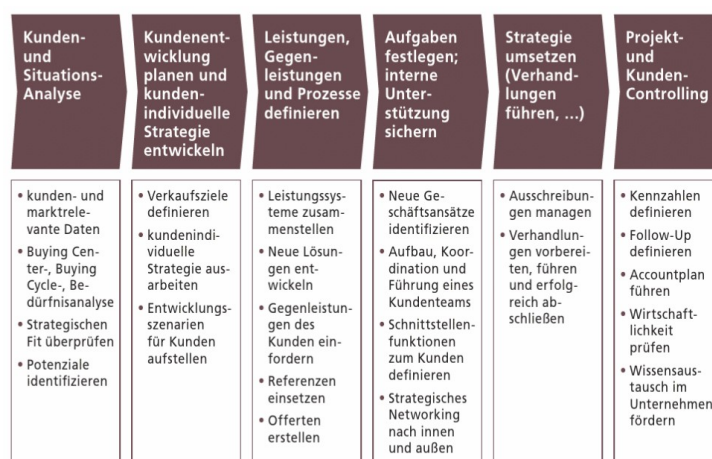 Kunden-
und
Situations-
Analyse
Kundenent-
wicklung
planen und
kunden-
individuelle
Strategie
entwickeln
Leistungen,
Gegen-
leistungen
und Prozesse
definieren
Aufgaben
festlegen;
interne
Unter-
stützung
sichern
Strategie
umsetzen
(Verhand-
lungen
führen, ...)
Projekt-
und
Kunden-
Controlling
• kunden- und
marktrele-
vante Daten
• Buying Cen-
ter-, Buying
Cycle-, Be-
dürfnisanalyse
• Strategischen
Fit überprüfen
• Potenziale
identifizieren
• Verkaufsziele
definieren
• kundenindivi-
duelle
Strategie aus-
arbeiten
• Entwicklungs-
szenarien
für Kunden
aufstellen
• Leistungssys-
teme zusam-
menstellen
• Neue Lösun-
gen ent-
wickeln
• Gegenleistun-
gen des
Kunden ein-
fordern
• Referenzen
einsetzen
• Offerten
erstellen
• Neue Ge-
schäftsansätze
identifizieren
• Aufbau, Koor-
dination und
Führung eines
Kundenteams
• Schnittstellen-
funktionen
zum Kunden
definieren
• Strategisches
Networking
nach innen
und außen
• Ausschreibun-
gen managen
• Verhandlun-
gen vorberei-
ten, führen
und erfolg-
reich ab-
schließen
• Kennzahlen
definieren
• Follow-Up
definieren
• Accountplan
führen
• Wirtschaft-
lichkeit
prüfen
• Wissensaus-
tausch im
Unternehmen
fördern